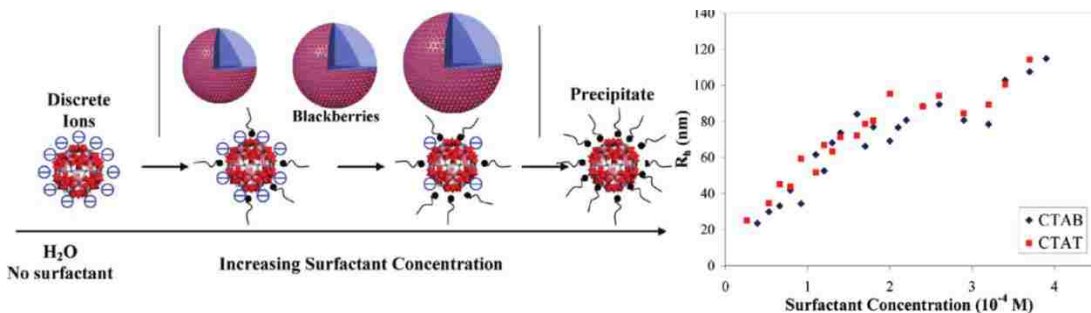 Discrete
Ions
Blackberries
Precipitate
H₂O
No surfactant
Increasing Surfactant Concentration
Rₕ (nm)
140
120
100
80
60
40
20
0
0
1
2
3
4
CTAB
CTAT
Surfactant Concentration (10⁻⁴ M)